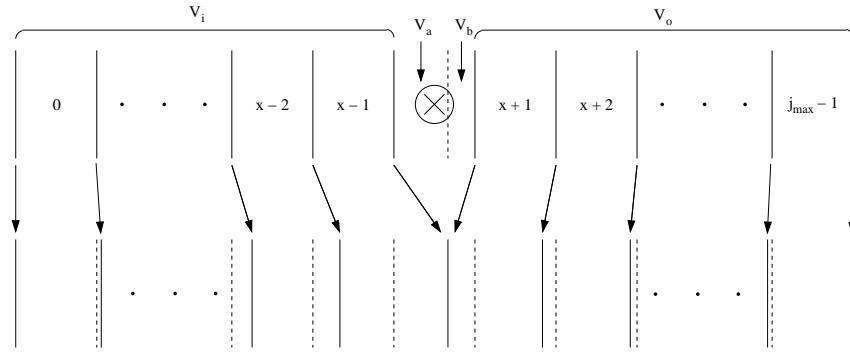 V_i V_a V_b V_o
0 . . . x – 2 x – 1 x + 1 x + 2 . . . j_max – 1
. . . . . .